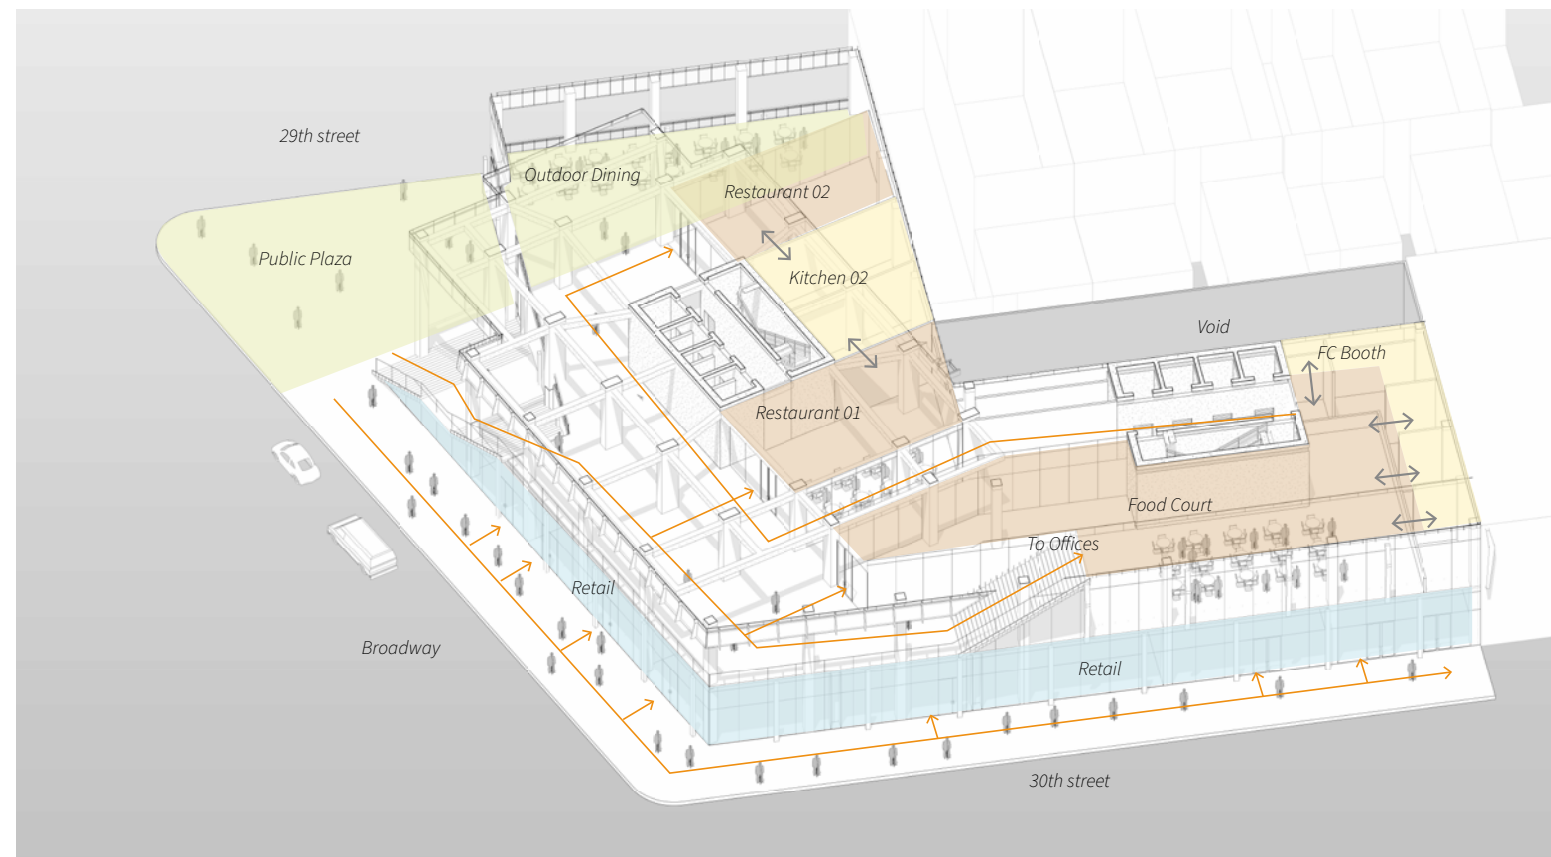 29th street
Outdoor Dining
Restaurant 02
Public Plaza
Kitchen 02
Void
FC Booth
Restaurant 01
Food Court
To Offices
Retail
Broadway
Retail
30th street